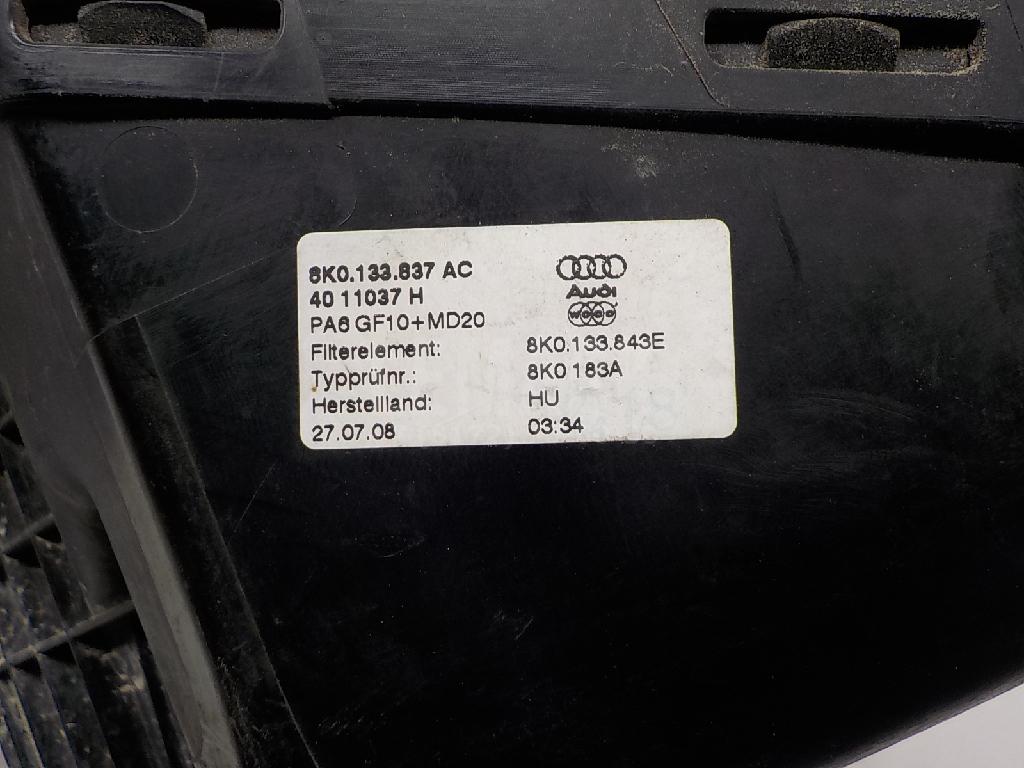 8K0.133.837 AC
40 11037 H
PA6 GF10+MD20
Audi
Filterelement: 8K0.133.843E
Typprüfnr.: 8K0 183A
Herstellland: HU
27.07.08 03:34